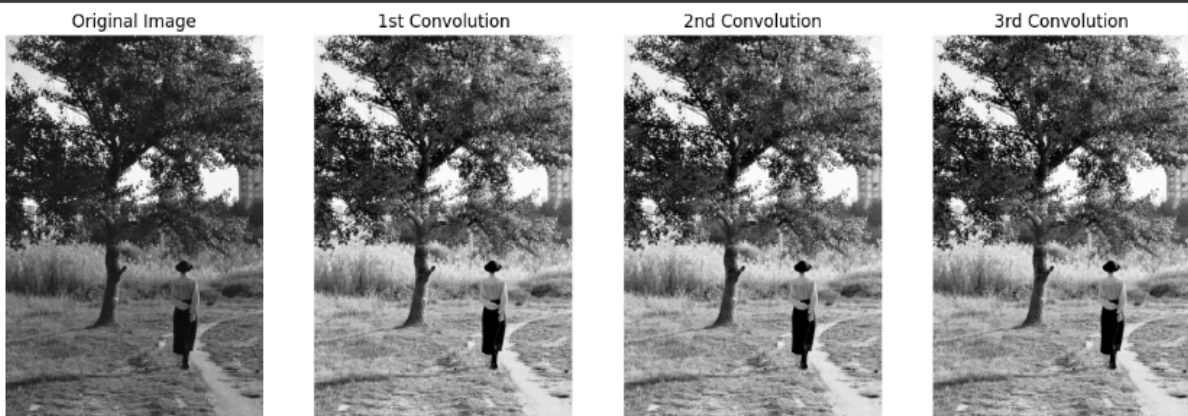 Original Image
1st Convolution
2nd Convolution
3rd Convolution